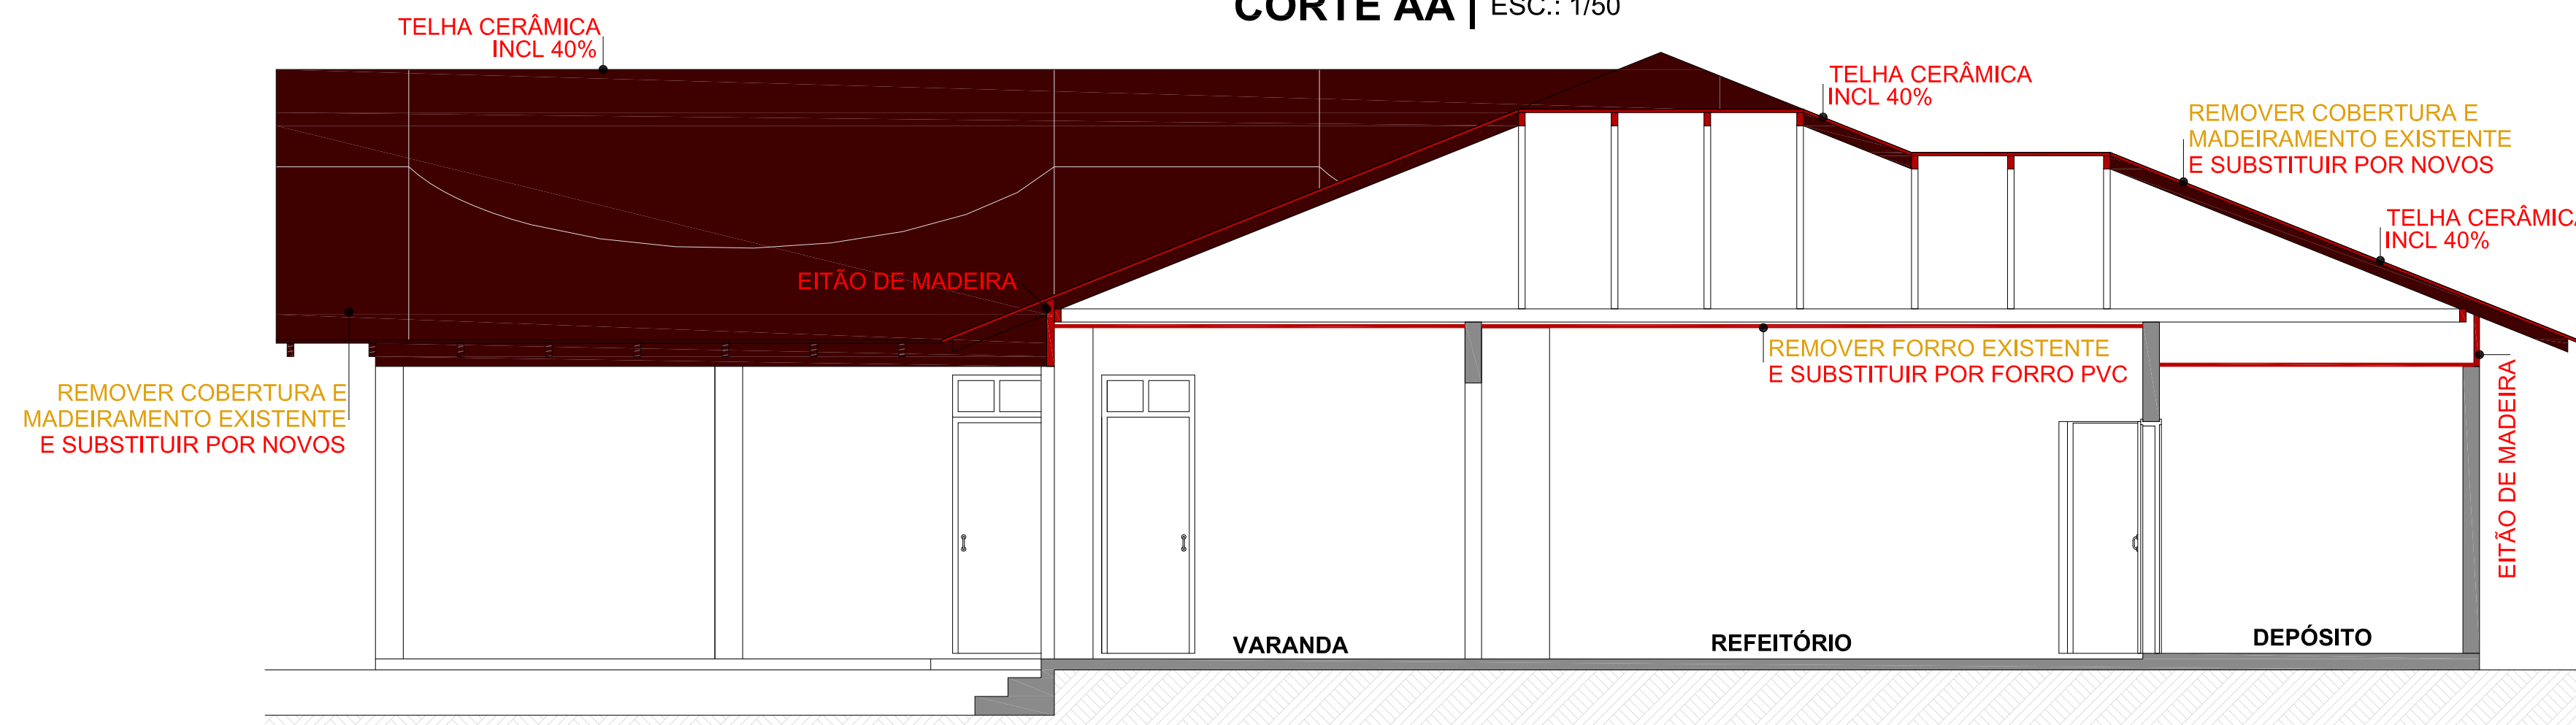 CORTE AA | ESC.: 1/50
TELHA CERÂMICA
INCL 40%
TELHA CERÂMICA
INCL 40%
REMOVER COBERTURA E
MADEIRAMENTO EXISTENTE
E SUBSTITUIR POR NOVOS
TELHA CERÂMICA
INCL 40%
EITÃO DE MADEIRA
REMOVER FORRO EXISTENTE
E SUBSTITUIR POR FORRO PVC
REMOVER COBERTURA E
MADEIRAMENTO EXISTENTE
E SUBSTITUIR POR NOVOS
EITÃO DE MADEIRA
VARANDA
REFEITÓRIO
DEPÓSITO